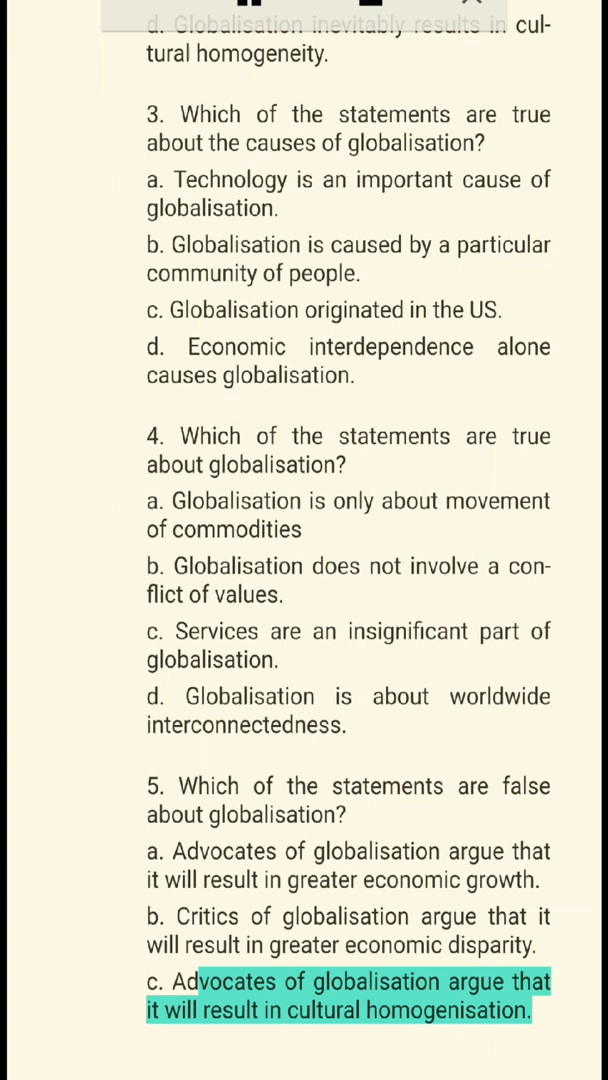 d. Globalisation inevitably results in cul-
tural homogeneity.
3. Which of the statements are true
about the causes of globalisation?
a. Technology is an important cause of
globalisation.
b. Globalisation is caused by a particular
community of people.
c. Globalisation originated in the US.
d. Economic interdependence alone
causes globalisation.
4. Which of the statements are true
about globalisation?
a. Globalisation is only about movement
of commodities
b. Globalisation does not involve a con-
flict of values.
c. Services are an insignificant part of
globalisation.
d. Globalisation is about worldwide
interconnectedness.
5. Which of the statements are false
about globalisation?
a. Advocates of globalisation argue that
it will result in greater economic growth.
b. Critics of globalisation argue that it
will result in greater economic disparity.
c. Advocates of globalisation argue that
it will result in cultural homogenisation.